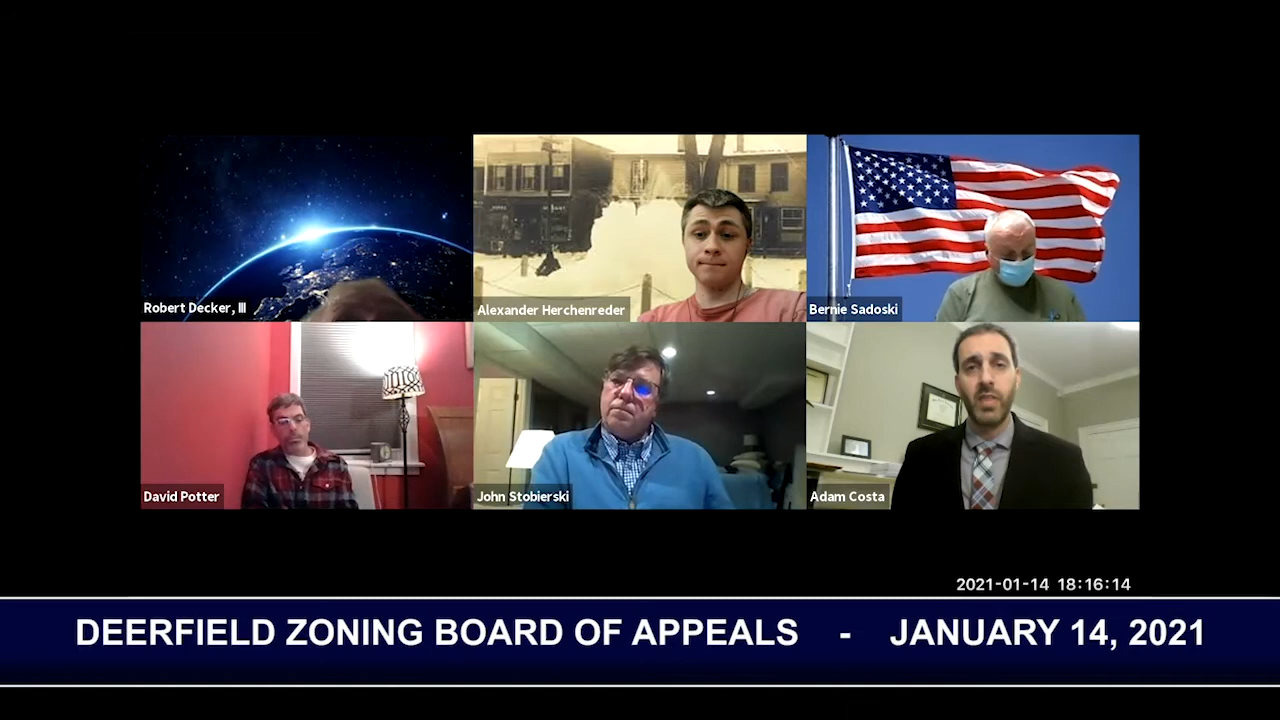 Robert Decker, III
Alexander Herchenreder
Bernie Sadoski
David Potter
John Stobierski
Adam Costa
2021-01-14 18:16:14
DEERFIELD ZONING BOARD OF APPEALS - JANUARY 14, 2021